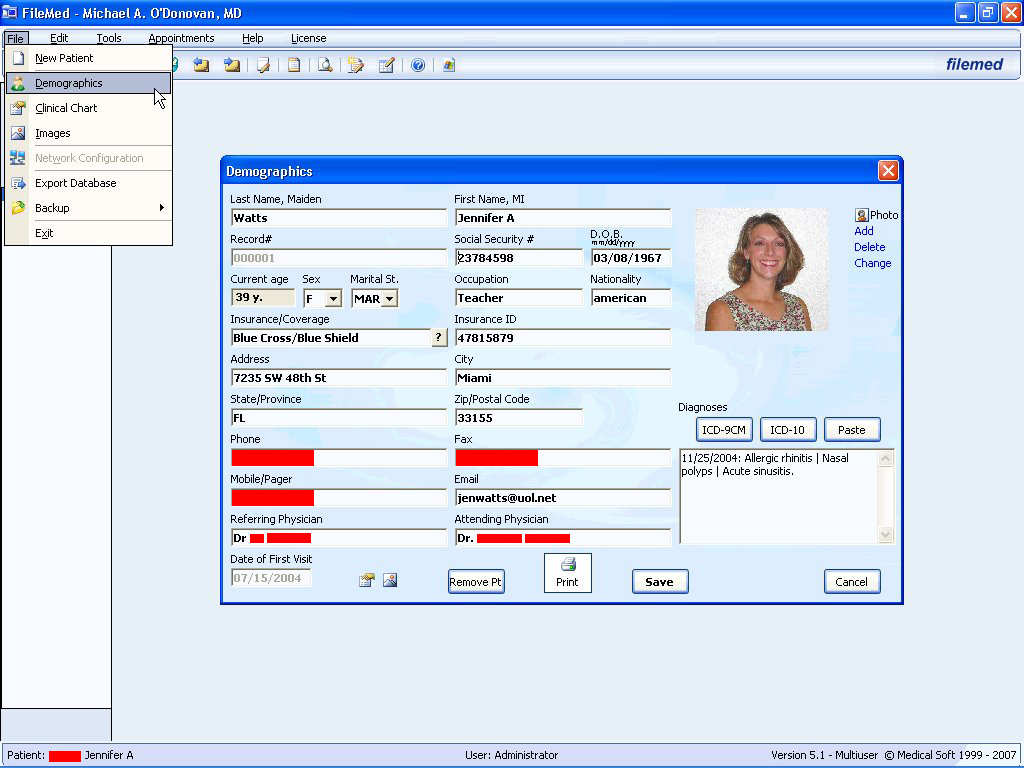 FileMed - Michael A. O'Donovan, MD
File Edit Tools Appointments Help License
filemed
New Patient
Demographics
Clinical Chart
Images
Network Configuration
Export Database
Backup
Exit
Demographics
Last Name, Maiden First Name, MI
Watts Jennifer A
Photo
Add
Delete
Change
Record# Social Security # D.O.B.
mm/dd/yyyy
000001 23784598 03/08/1967
Current age Sex Marital St. Occupation Nationality
39 y. F MAR Teacher american
Insurance/Coverage Insurance ID
Blue Cross/Blue Shield ? 47815879
Address City
7235 SW 48th St Miami
State/Province Zip/Postal Code
FL 33155
Diagnoses
ICD-9CM ICD-10 Paste
11/25/2004: Allergic rhinitis | Nasal
polyps | Acute sinusitis.
Phone Fax
Mobile/Pager Email
jenwatts@uol.net
Referring Physician Attending Physician
Dr Dr.
Date of First Visit
07/15/2004
Remove Pt Print Save Cancel
Patient: Jennifer A User: Administrator Version 5.1 - Multiuser © Medical Soft 1999 - 2007